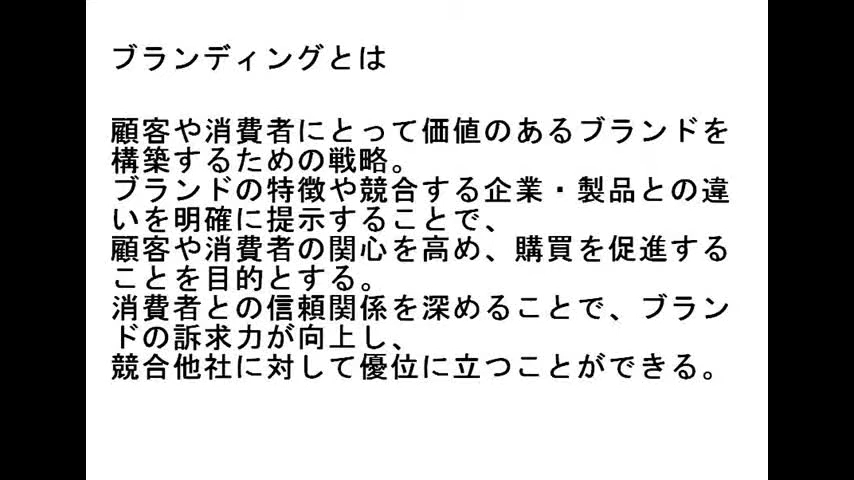 ブランディングとは
顧客や消費者にとって価値のあるブランドを
構築するための戦略。
ブランドの特徴や競合する企業・製品との違
いを明確に提示することで、
顧客や消費者の関心を高め、購買を促進する
ことを目的とする。
消費者との信頼関係を深めることで、ブラン
ドの訴求力が向上し、
競合他社に対して優位に立つことができる。